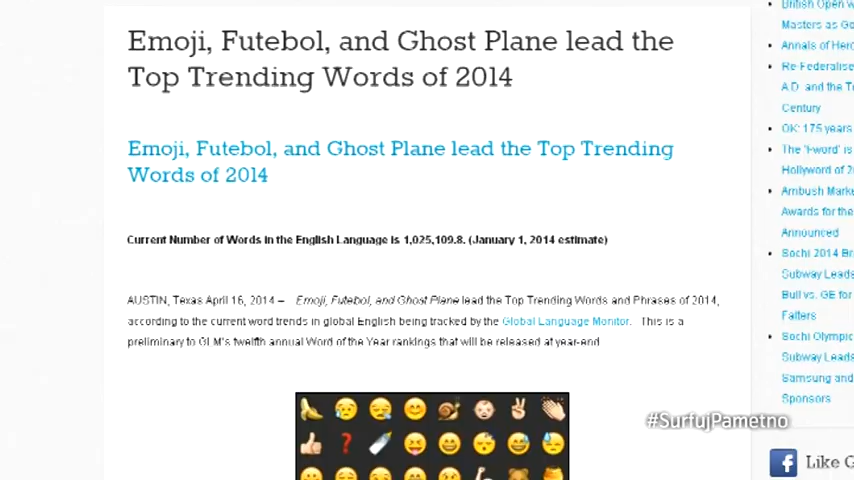 Emoji, Futebol, and Ghost Plane lead the
Top Trending Words of 2014
Emoji, Futebol, and Ghost Plane lead the Top Trending
Words of 2014
Current Number of Words in the English Language is 1,025,109.8. (January 1, 2014 estimate)
AUSTIN, Texas April 16, 2014 – Emoji, Futebol, and Ghost Plane lead the Top Trending Words and Phrases of 2014,
according to the current word trends in global English being tracked by the Global Language Monitor. This is a
preliminary to GLM's twelfth annual Word of the Year rankings that will be released at year-end
British Open
Masters as
Annals of
Re-Federalise
A.D. and the
Century
OK: 175 years
The 'F-word' is
Hollywood of
Ambush
Awards for the
Announced
Sochi 2014
Subway Leads
Bull vs. GE for
Falters
Sochi Olympic
Subway Leads
Samsung and
Sponsors
#SurfujPametno
Like